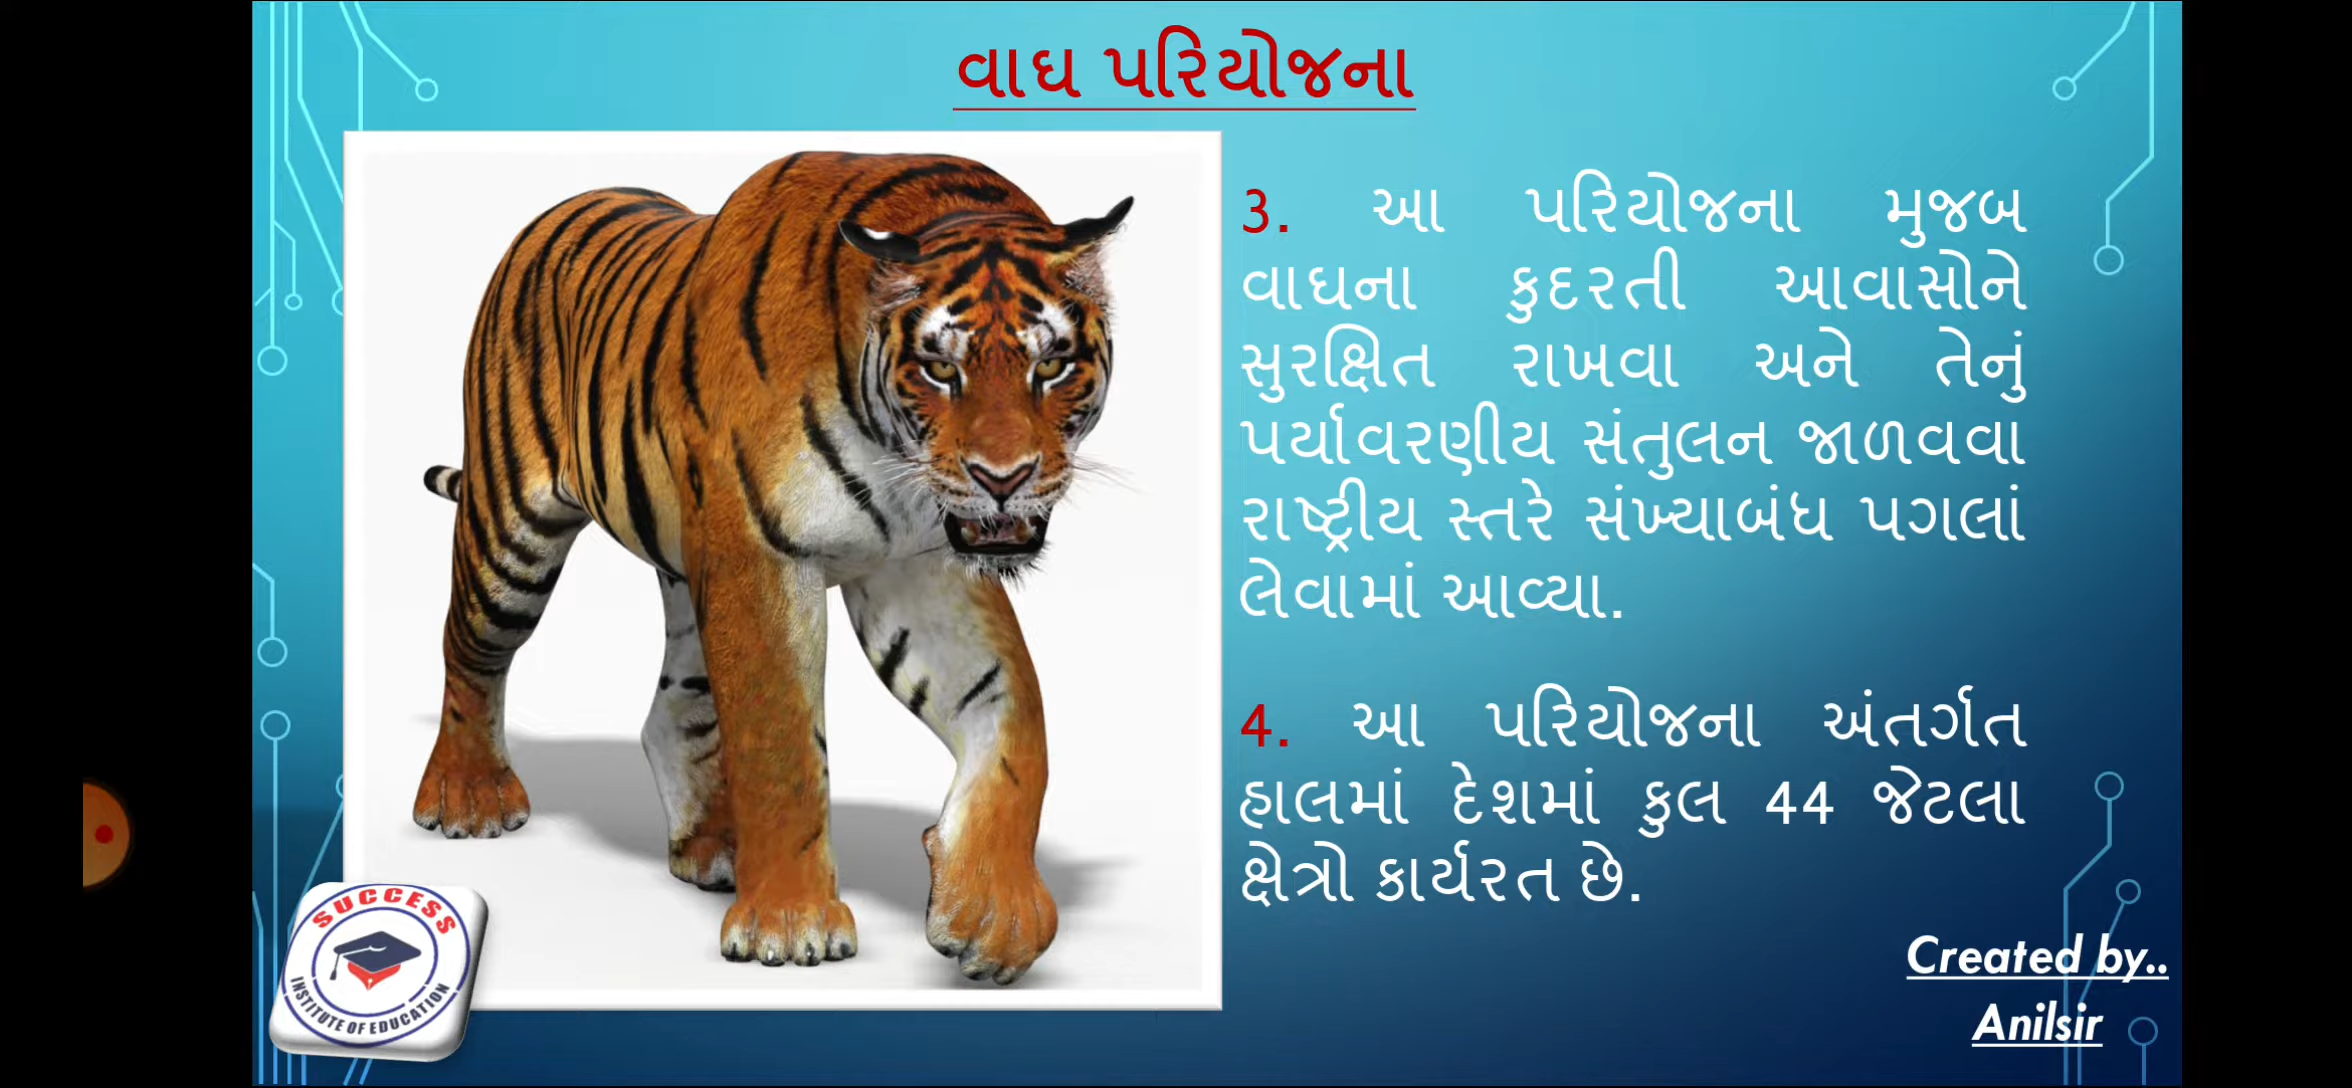 વાઘ પરિયોજના
3. આ પરિયોજના મુજબ
વાઘના કુદરતી આવાસોને
સુરક્ષિત રાખવા અને તેનું
પર્યાવરણીય સંતુલન જાળવવા
રાષ્ટ્રીય સ્તરે સંખ્યાબંધ પગલાં
લેવામાં આવ્યા.
4. આ પરિયોજના અંતર્ગત
હાલમાં દેશમાં કુલ 44 જેટલા
ક્ષેત્રો કાર્યરત છે.
SUCCESS
INSTITUTE OF EDUCATION
Created by..
Anilsir